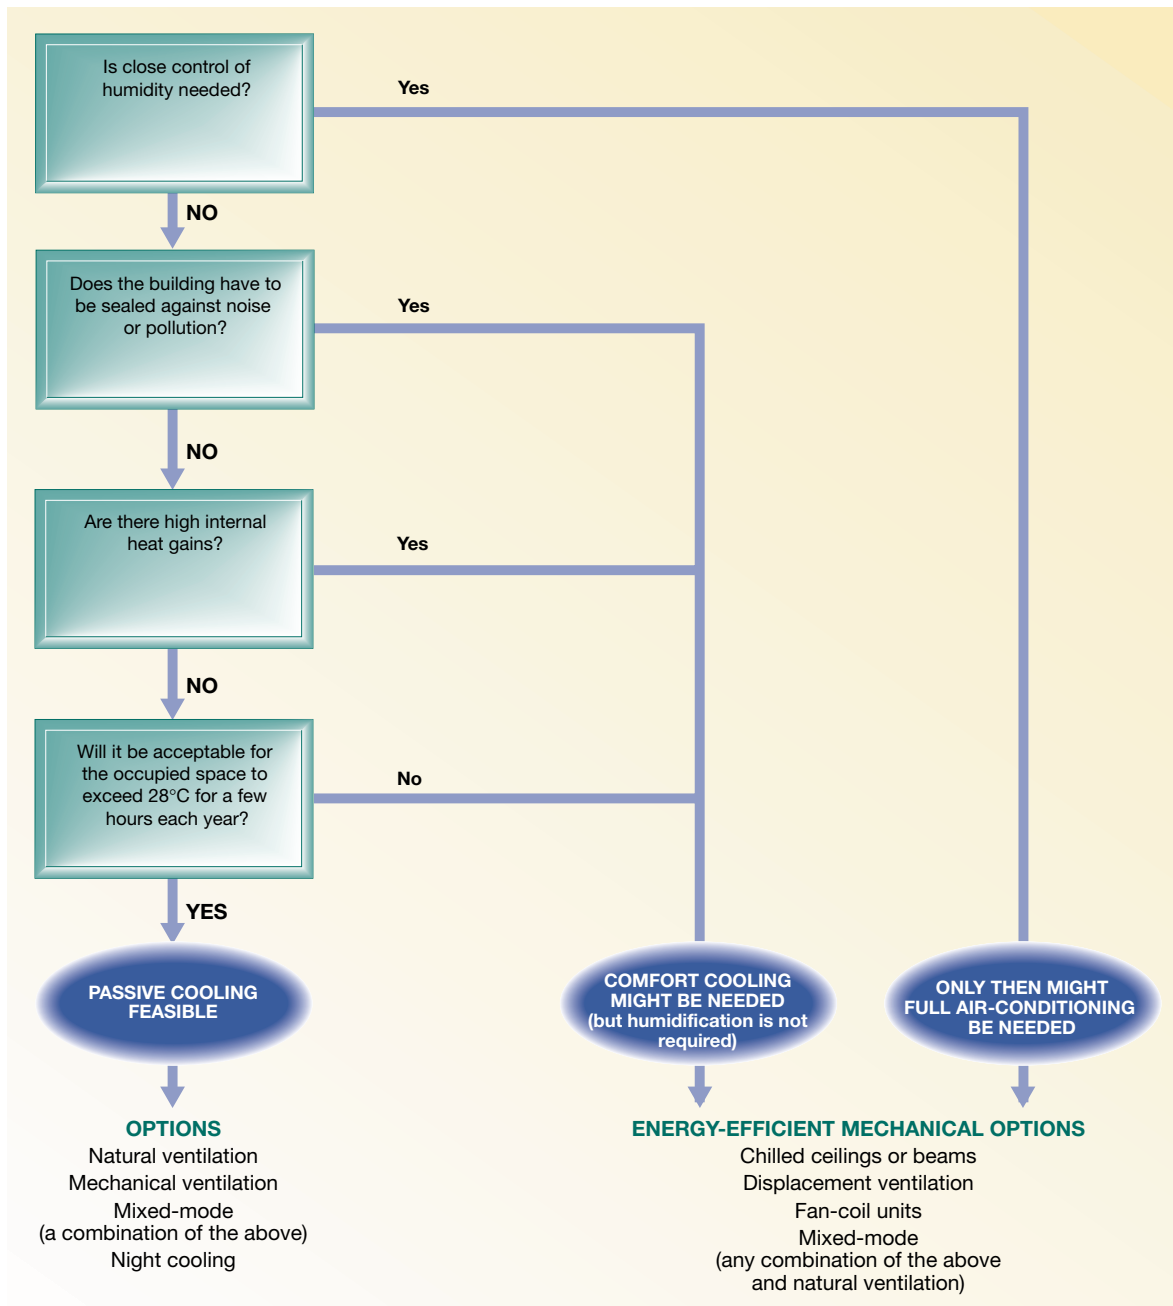 Is close control of
humidity needed?
Yes
NO
Does the building have to
be sealed against noise
or pollution?
Yes
NO
Are there high internal
heat gains?
Yes
NO
Will it be acceptable for
the occupied space to
exceed 28°C for a few
hours each year?
No
YES
PASSIVE COOLING
FEASIBLE
COMFORT COOLING
MIGHT BE NEEDED
(but humidification is not
required)
ONLY THEN MIGHT
FULL AIR-CONDITIONING
BE NEEDED
OPTIONS
Natural ventilation
Mechanical ventilation
Mixed-mode
(a combination of the above)
Night cooling
ENERGY-EFFICIENT MECHANICAL OPTIONS
Chilled ceilings or beams
Displacement ventilation
Fan-coil units
Mixed-mode
(any combination of the above
and natural ventilation)